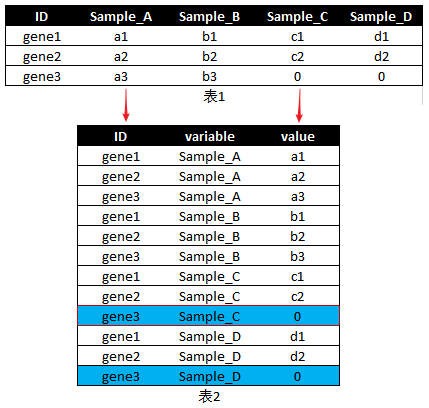 ID Sample_A Sample_B Sample_C Sample_D
gene1 a1 b1 c1 d1
gene2 a2 b2 c2 d2
gene3 a3 b3 0 0
表1
ID variable value
gene1 Sample_A a1
gene2 Sample_A a2
gene3 Sample_A a3
gene1 Sample_B b1
gene2 Sample_B b2
gene3 Sample_B b3
gene1 Sample_C c1
gene2 Sample_C c2
gene3 Sample_C 0
gene1 Sample_D d1
gene2 Sample_D d2
gene3 Sample_D 0
表2